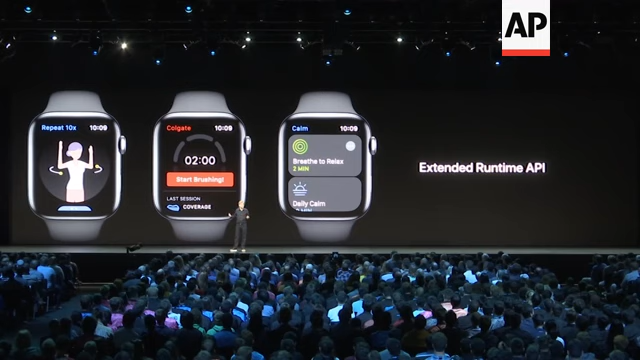 AP
Repeat 10x 10:09
Colgate 10:09
02:00
Start Brushing!
LAST SESSION
COVERAGE
Calm 10:09
Breathe to Relax
2 MIN
Daily Calm
MIN
Extended Runtime API